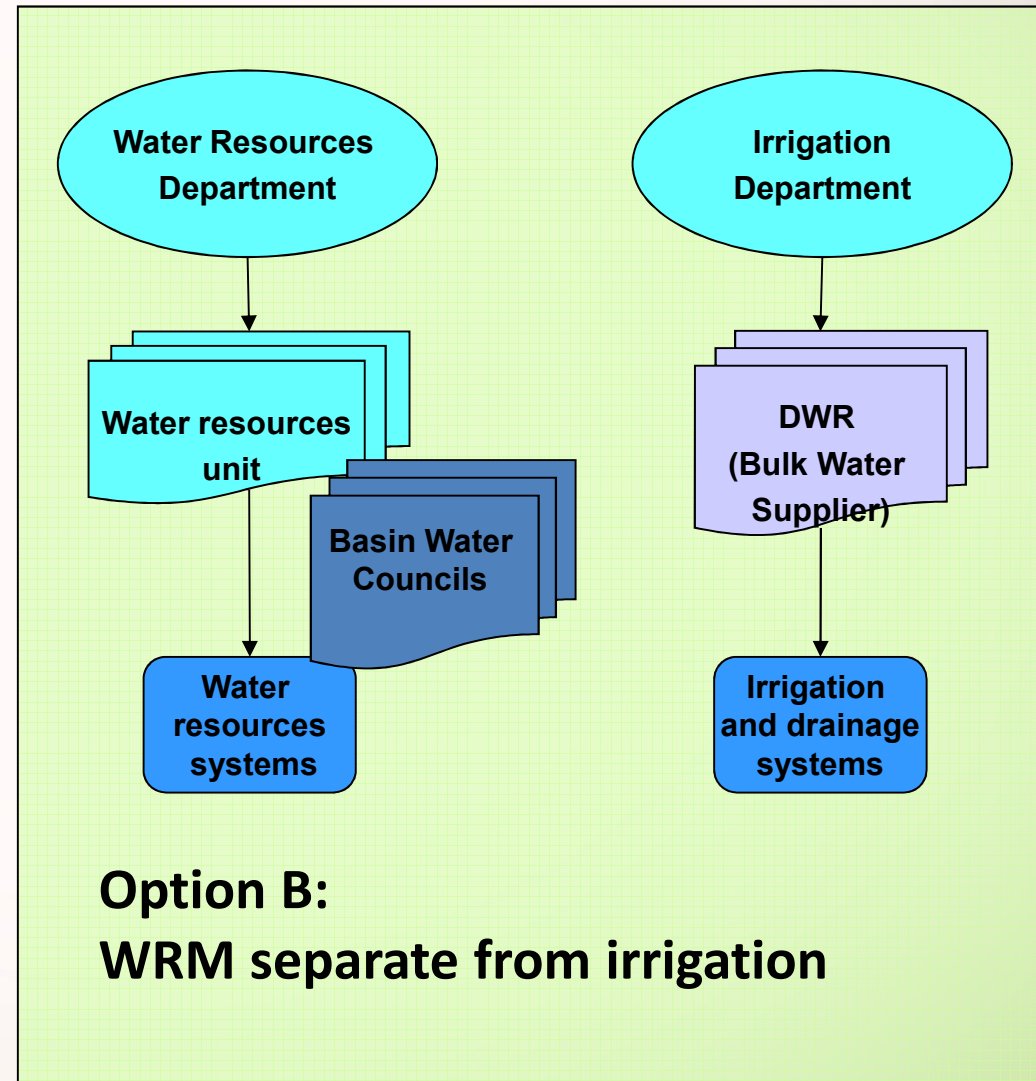 Water Resources
Department
Irrigation
Department
Water resources
unit
DWR
(Bulk Water
Supplier)
Basin Water
Councils
Water
resources
systems
Irrigation
and drainage
systems
Option B:
WRM separate from irrigation